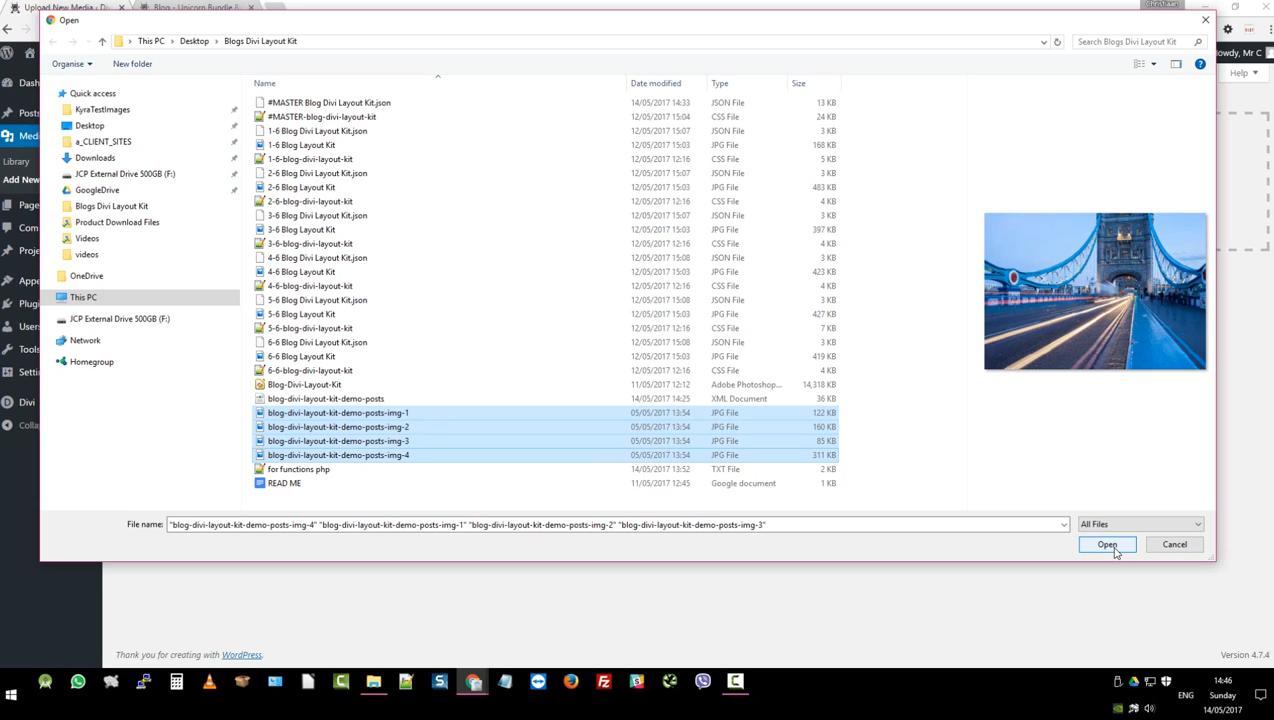 Upload New Media ‹ Di
Blog - Unicorn Bundle B
Christiaan
Open
This PC > Desktop > Blogs Divi Layout Kit
Search Blogs Divi Layout Kit
Organise
New folder
Howdy, Mr C
Help
Name
Date modified
Type
Size
Quick access
KyraTestImages
Desktop
a_CLIENT_SITES
Downloads
JCP External Drive 500GB (F:)
GoogleDrive
Blogs Divi Layout Kit
Product Download Files
Videos
videos
OneDrive
This PC
JCP External Drive 500GB (F:)
Network
Homegroup
#MASTER Blog Divi Layout Kit.json 14/05/2017 14:33 JSON File 13 KB
#MASTER-blog-divi-layout-kit 12/05/2017 15:04 CSS File 24 KB
1-6 Blog Divi Layout Kit.json 12/05/2017 15:07 JSON File 3 KB
1-6 Blog Layout Kit 12/05/2017 15:03 JPG File 168 KB
1-6-blog-divi-layout-kit 12/05/2017 12:16 CSS File 5 KB
2-6 Blog Divi Layout Kit.json 12/05/2017 15:07 JSON File 3 KB
2-6 Blog Layout Kit 12/05/2017 15:03 JPG File 483 KB
2-6-blog-divi-layout-kit 12/05/2017 12:16 CSS File 4 KB
3-6 Blog Divi Layout Kit.json 12/05/2017 15:07 JSON File 3 KB
3-6 Blog Layout Kit 12/05/2017 15:03 JPG File 397 KB
3-6-blog-divi-layout-kit 12/05/2017 12:16 CSS File 4 KB
4-6 Blog Divi Layout Kit.json 12/05/2017 15:08 JSON File 3 KB
4-6 Blog Layout Kit 12/05/2017 15:03 JPG File 423 KB
4-6-blog-divi-layout-kit 12/05/2017 12:16 CSS File 4 KB
5-6 Blog Divi Layout Kit.json 12/05/2017 15:08 JSON File 3 KB
5-6 Blog Layout Kit 12/05/2017 15:03 JPG File 427 KB
5-6-blog-divi-layout-kit 12/05/2017 12:16 CSS File 7 KB
6-6 Blog Divi Layout Kit.json 12/05/2017 15:08 JSON File 3 KB
6-6 Blog Layout Kit 12/05/2017 15:03 JPG File 419 KB
6-6-blog-divi-layout-kit 12/05/2017 12:16 CSS File 4 KB
Blog-Divi-Layout-Kit 11/05/2017 12:12 Adobe Photoshop... 14,318 KB
blog-divi-layout-kit-demo-posts 14/05/2017 14:25 XML Document 36 KB
blog-divi-layout-kit-demo-posts-img-1 05/05/2017 13:54 JPG File 122 KB
blog-divi-layout-kit-demo-posts-img-2 05/05/2017 13:54 JPG File 160 KB
blog-divi-layout-kit-demo-posts-img-3 05/05/2017 13:54 JPG File 85 KB
blog-divi-layout-kit-demo-posts-img-4 05/05/2017 13:54 JPG File 311 KB
for functions php 14/05/2017 13:52 TXT File 2 KB
READ ME 11/05/2017 12:45 Google document 1 KB
File name: "blog-divi-layout-kit-demo-posts-img-4" "blog-divi-layout-kit-demo-posts-img-1" "blog-divi-layout-kit-demo-posts-img-2" "blog-divi-layout-kit-demo-posts-img-3"
All Files
Open
Cancel
Dash
Posts
Med
Library
Add New
Page
Com
Proje
Appe
Plugi
Users
Tools
Setti
Divi
Colla
Thank you for creating with WordPress.
Version 4.7.4
ENG
14:46
Sunday
14/05/2017